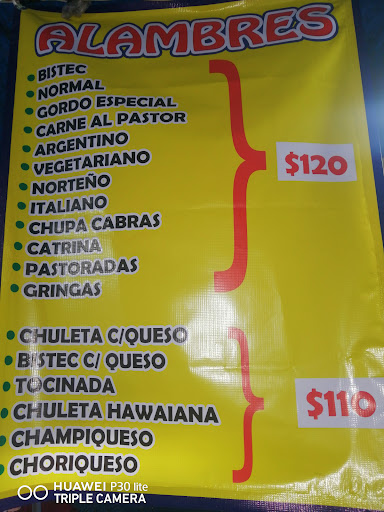 ALAMBRES
BISTEC
NORMAL
GORDO ESPECIAL
CARNE AL PASTOR
ARGENTINO
VEGETARIANO
NORTEÑO
ITALIANO
CHUPA CABRAS
CATRINA
PASTORADAS
GRINGAS
$120
CHULETA C/QUESO
BISTEC C/ QUESO
TOCINADA
CHULETA HAWAIANA
CHAMPIQUESO
CHORIQUESO
$110
HUAWEI P30 lite
TRIPLE CAMERA